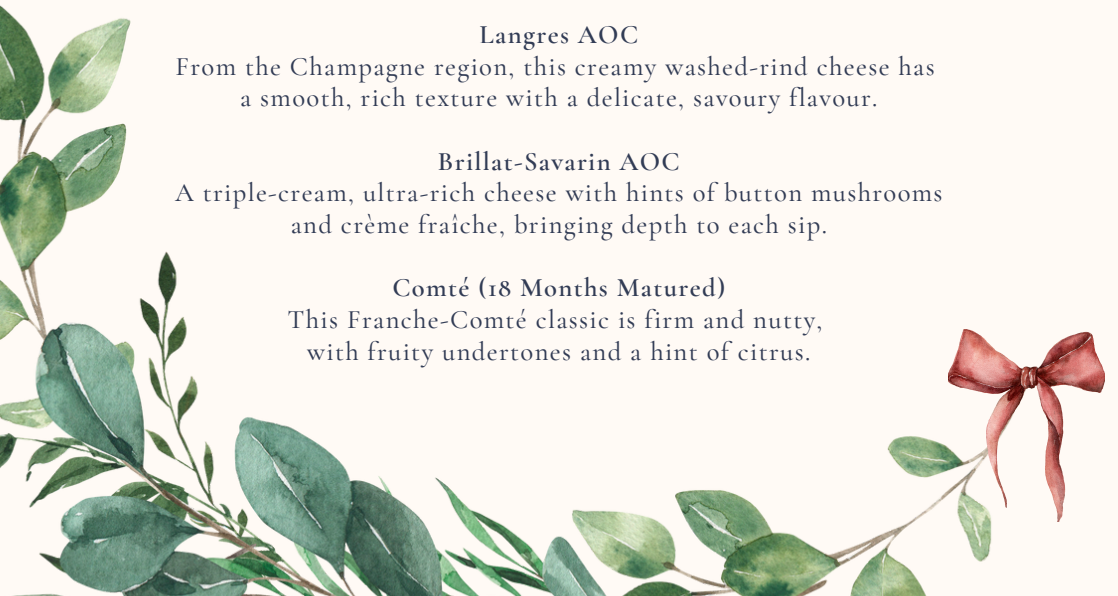 Langres AOC
From the Champagne region, this creamy washed-rind cheese has
a smooth, rich texture with a delicate, savoury flavour.
Brillat-Savarin AOC
A triple-cream, ultra-rich cheese with hints of button mushrooms
and crème fraîche, bringing depth to each sip.
Comté (18 Months Matured)
This Franche-Comté classic is firm and nutty,
with fruity undertones and a hint of citrus.